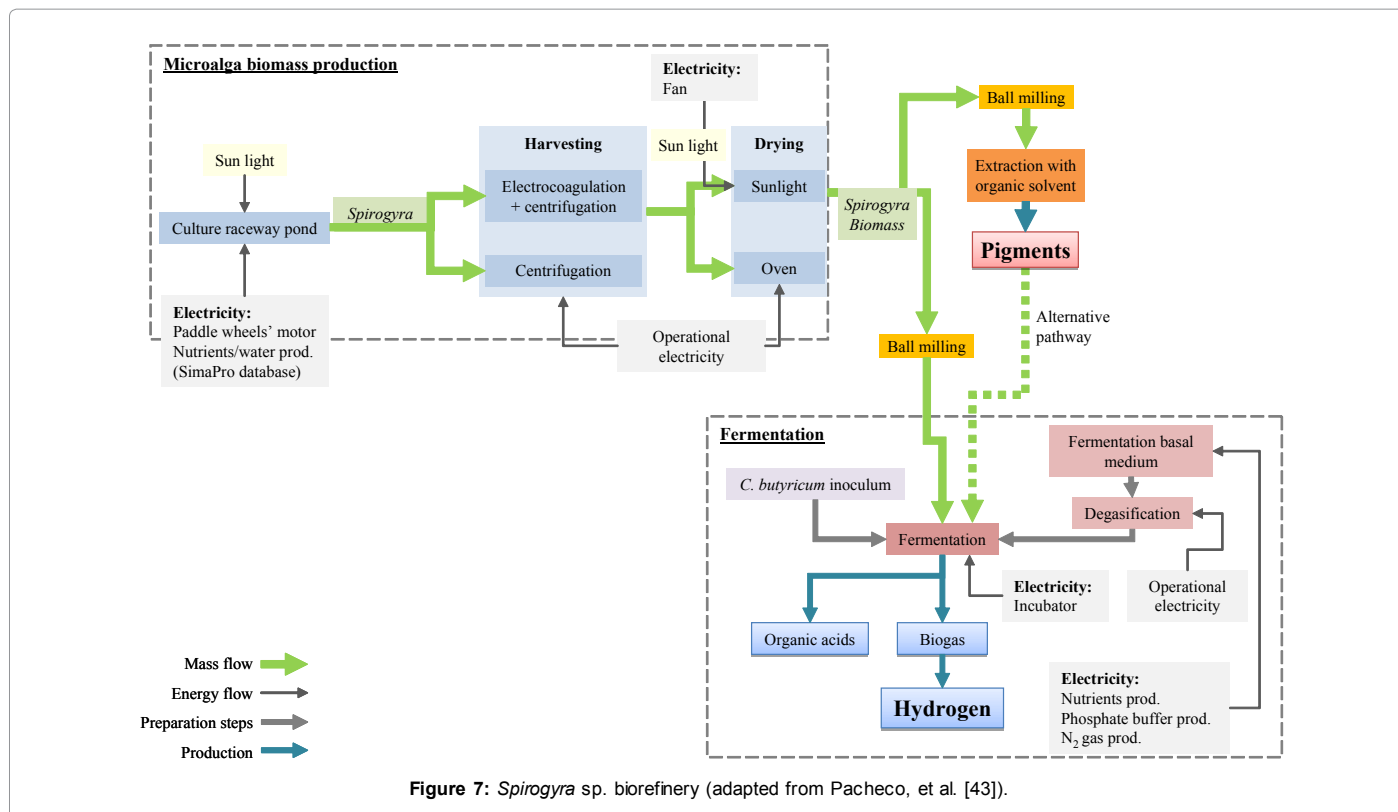 Microalga biomass production
Electricity:
Fan
Sun light
Culture raceway pond
Electricity:
Paddle wheels’ motor
Nutrients/water prod.
(SimaPro database)
Spirogyra
Harvesting
Electrocoagulation
+ centrifugation
Centrifugation
Sun light
Drying
Sunlight
Oven
Operational
electricity
Spirogyra
Biomass
Ball milling
Extraction with
organic solvent
Pigments
Alternative
pathway
Ball milling
Fermentation
C. butyricum inoculum
Fermentation basal
medium
Degasification
Fermentation
Electricity:
Incubator
Operational
electricity
Organic acids
Biogas
Hydrogen
Electricity:
Nutrients prod.
Phosphate buffer prod.
N₂ gas prod.
Mass flow
Energy flow
Preparation steps
Production
Figure 7: Spirogyra sp. biorefinery (adapted from Pacheco, et al. [43]).